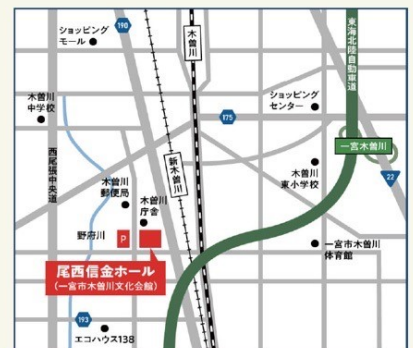 ショッピング
モール
190
木曽川
東海北陸自動車道
木曽川
中学校
ショッピング
センター
175
一宮木曽川
22
西尾張中央道
新木曽川
木曽川
東小学校
木曽川
郵便局
木曽川
庁舎
野府川
P
一宮市木曽川
体育館
尾西信金ホール
(一宮市木曽川文化会館)
193
エコハウス138